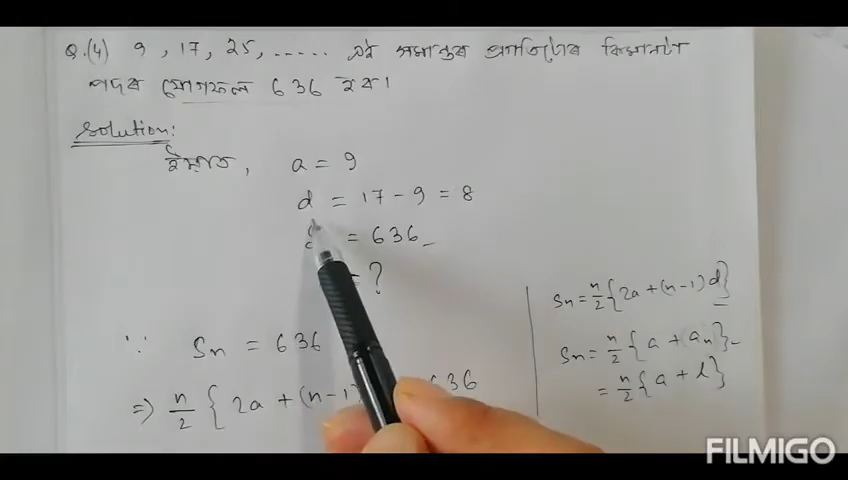 Q.(4) 9, 17, 25, ...... এই সমান্তৰ প্ৰগতিটোৰ কিমানটা
পদৰ যোগফল 636 হব।
Solution:
ইয়াত, a = 9
d = 17 - 9 = 8
= 636
= ?
∵ Sn = 636
⇒ n/2 { 2a + (n-1) 636
Sn = n/2 {2a + (n-1) d}
Sn = n/2 {a + an}
= n/2 {a + l}
FILMIGO